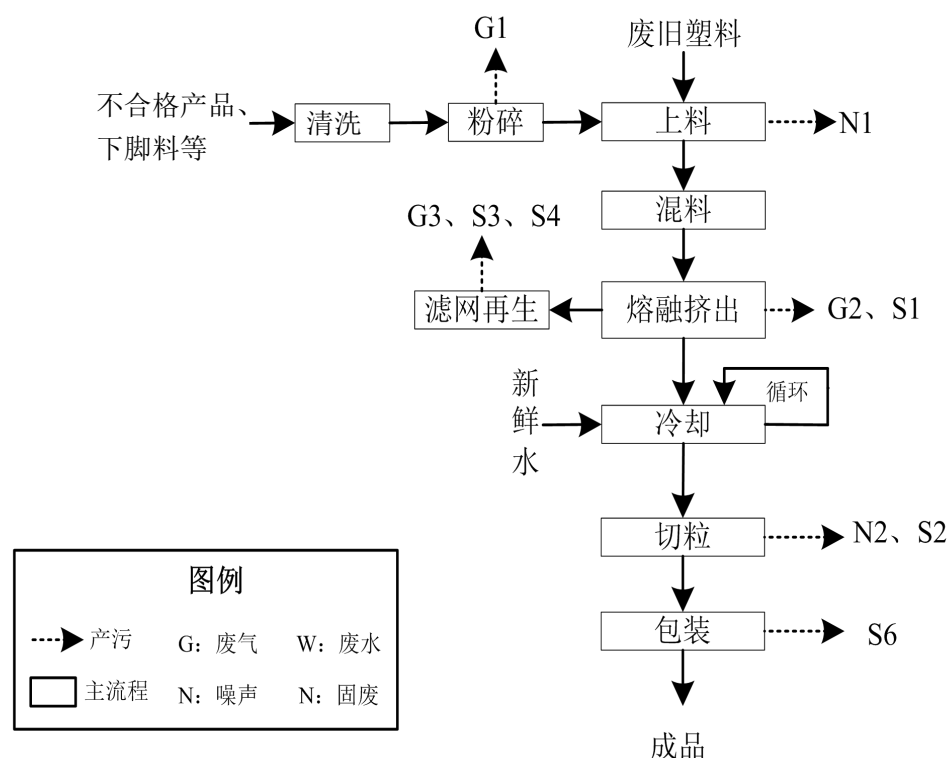 G1
废旧塑料
不合格产品、
下脚料等
清洗
粉碎
上料
N1
混料
G3、S3、S4
滤网再生
熔融挤出
G2、S1
新
鲜
水
循环
冷却
切粒
N2、S2
包装
S6
成品
图例
产污
G：废气
W：废水
主流程
N：噪声
N：固废